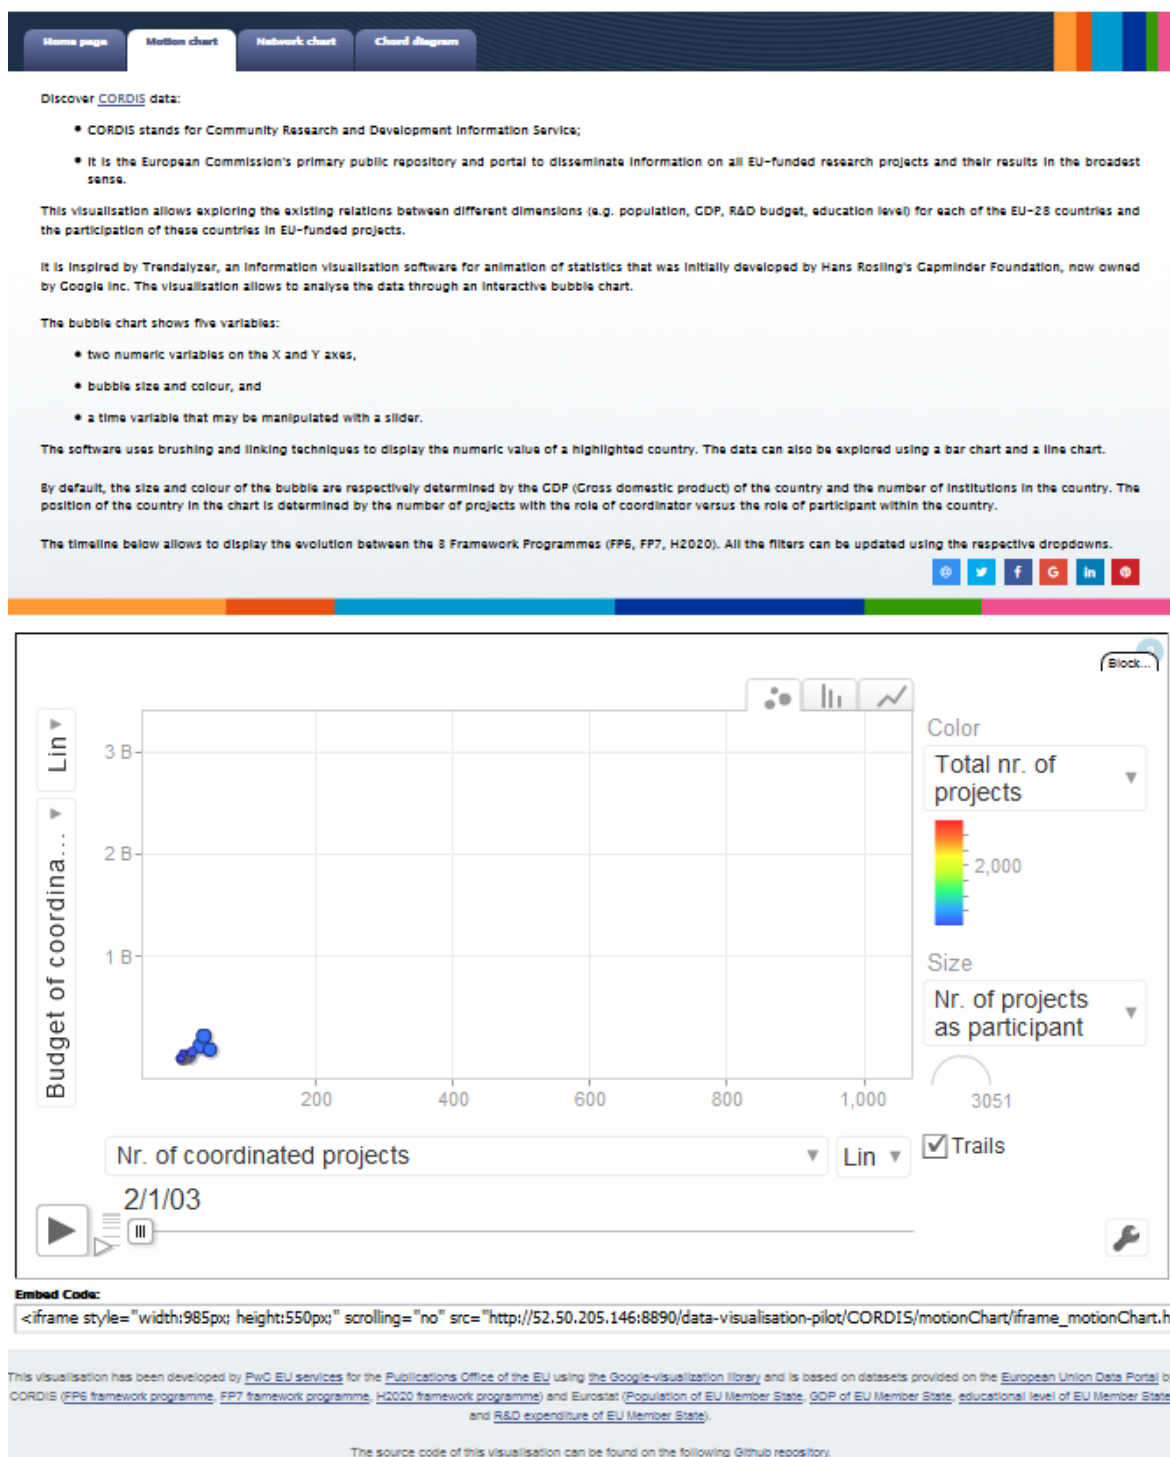 Home page Motion chart Network chart Chord diagram
Discover CORDIS data:
• CORDIS stands for Community Research and Development Information Service;
• It is the European Commission's primary public repository and portal to disseminate information on all EU-funded research projects and their results in the broadest
sense.
This visualisation allows exploring the existing relations between different dimensions (e.g. population, GDP, R&D budget, education level) for each of the EU-28 countries and
the participation of these countries in EU-funded projects.
It is inspired by Trendalyzer, an information visualisation software for animation of statistics that was initially developed by Hans Rosling's Gapminder Foundation, now owned
by Google Inc. The visualisation allows to analyse the data through an interactive bubble chart.
The bubble chart shows five variables:
• two numeric variables on the X and Y axes,
• bubble size and colour, and
• a time variable that may be manipulated with a slider.
The software uses brushing and linking techniques to display the numeric value of a highlighted country. The data can also be explored using a bar chart and a line chart.
By default, the size and colour of the bubble are respectively determined by the GDP (Gross domestic product) of the country and the number of institutions in the country. The
position of the country in the chart is determined by the number of projects with the role of coordinator versus the role of participant within the country.
The timeline below allows to display the evolution between the 8 Framework Programmes (FP6, FP7, H2020). All the filters can be updated using the respective dropdowns.
@ f G in
Block...
Lin
Budget of coordina...
3 B
2 B
1 B
200 400 600 800 1,000
Color
Total nr. of
projects
2,000
Size
Nr. of projects
as participant
3051
Trails
Nr. of coordinated projects Lin
2/1/03
Embed Code:
<iframe style="width:985px; height:550px;" scrolling="no" src="http://52.50.205.146:8890/data-visualisation-pilot/CORDIS/motionChart/iframe_motionChart.h
This visualisation has been developed by PwC EU services for the Publications Office of the EU using the Google-visualization library and is based on datasets provided on the European Union Data Portal by
CORDIS (FP6 framework programme, FP7 framework programme, H2020 framework programme) and Eurostat (Population of EU Member State, GDP of EU Member State, educational level of EU Member State
and R&D expenditure of EU Member State).
The source code of this visualisation can be found on the following Github repository.